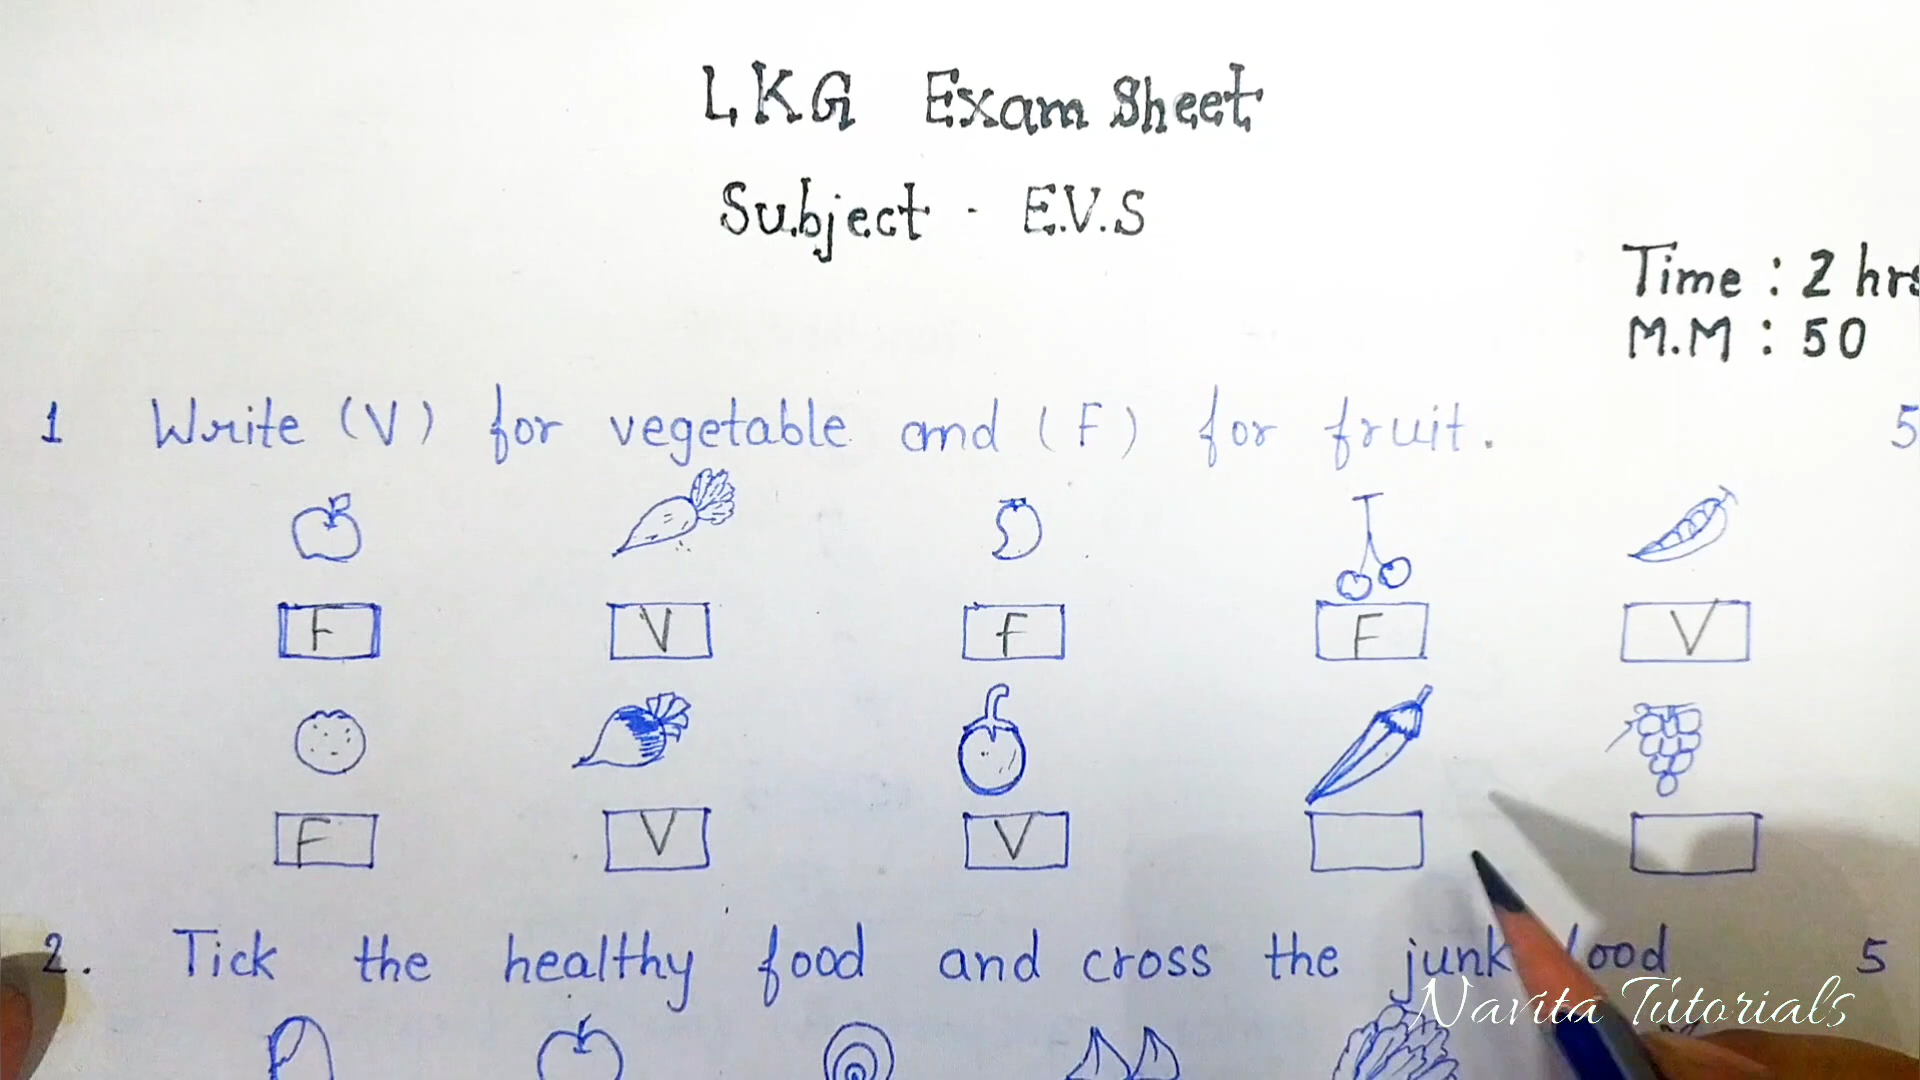 LKG Exam Sheet
Subject - E.V.S
Time : 2 hrs
M.M : 50
1 Write (V) for vegetable and (F) for fruit. 5
F V F F V
F V V
2. Tick the healthy food and cross the junk food 5
Navita Tutorials